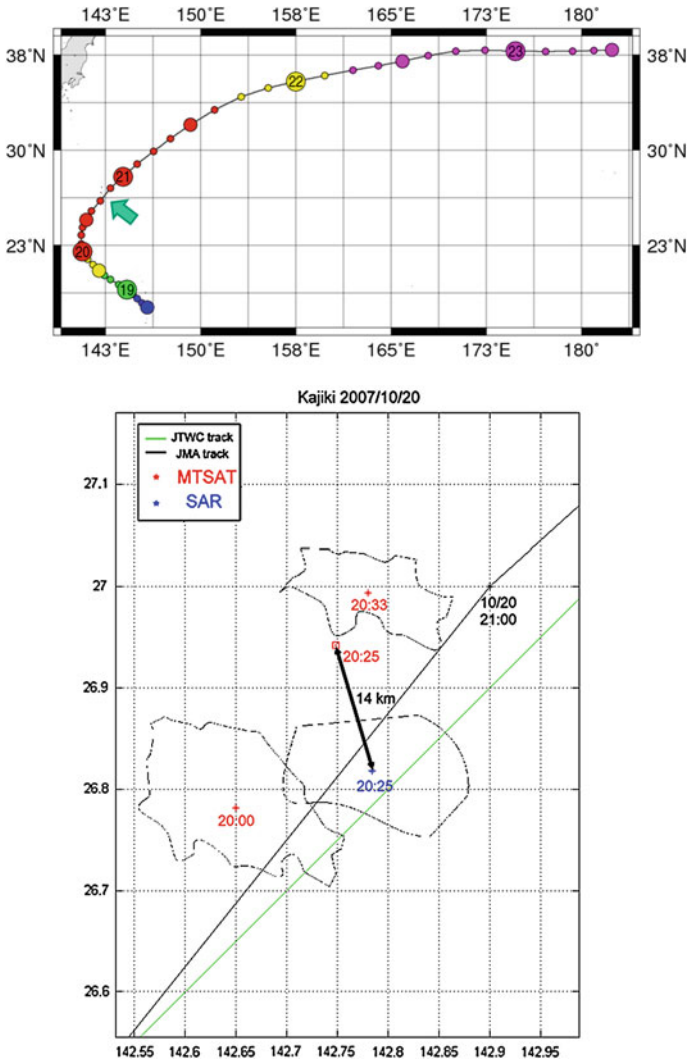 143°E 150°E 158°E 165°E 173°E 180°
38°N 38°N
30°N 30°N
23°N 23°N
23
22
21
20
19
143°E 150°E 158°E 165°E 173°E 180°
Kajiki 2007/10/20
JTWC track
JMA track
MTSAT
SAR
27.1
27
20:33
10/20
21:00
20:25
26.9
14 km
26.8
20:25
20:00
26.7
26.6
142.55 142.6 142.65 142.7 142.75 142.8 142.85 142.9 142.95